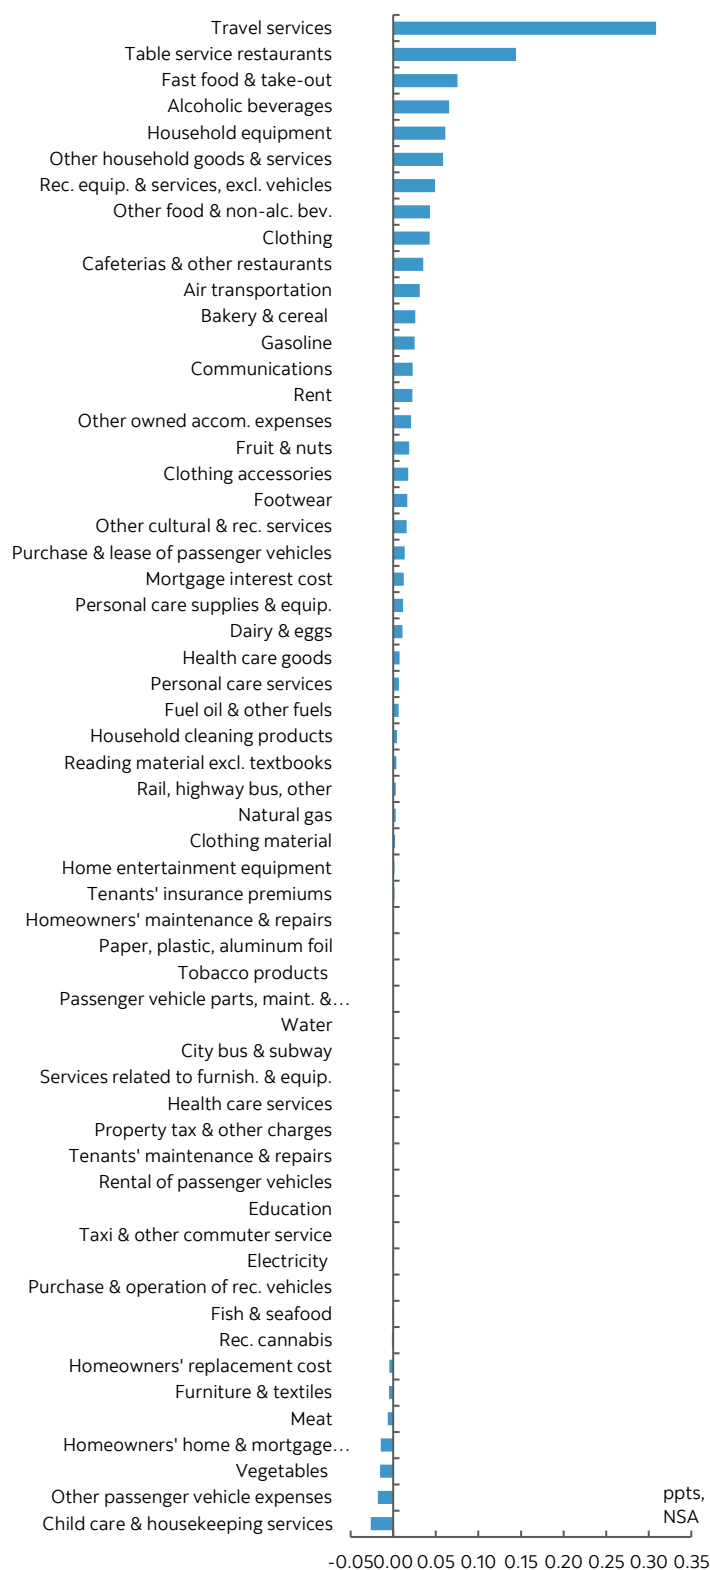 Travel services
Table service restaurants
Fast food & take-out
Alcoholic beverages
Household equipment
Other household goods & services
Rec. equip. & services, excl. vehicles
Other food & non-alc. bev.
Clothing
Cafeterias & other restaurants
Air transportation
Bakery & cereal
Gasoline
Communications
Rent
Other owned accom. expenses
Fruit & nuts
Clothing accessories
Footwear
Other cultural & rec. services
Purchase & lease of passenger vehicles
Mortgage interest cost
Personal care supplies & equip.
Dairy & eggs
Health care goods
Personal care services
Fuel oil & other fuels
Household cleaning products
Reading material excl. textbooks
Rail, highway bus, other
Natural gas
Clothing material
Home entertainment equipment
Tenants' insurance premiums
Homeowners' maintenance & repairs
Paper, plastic, aluminum foil
Tobacco products
Passenger vehicle parts, maint. &…
Water
City bus & subway
Services related to furnish. & equip.
Health care services
Property tax & other charges
Tenants' maintenance & repairs
Rental of passenger vehicles
Education
Taxi & other commuter service
Electricity
Purchase & operation of rec. vehicles
Fish & seafood
Rec. cannabis
Homeowners' replacement cost
Furniture & textiles
Meat
Homeowners' home & mortgage…
Vegetables
Other passenger vehicle expenses
Child care & housekeeping services
ppts,
NSA
-0.05 0.00 0.05 0.10 0.15 0.20 0.25 0.30 0.35